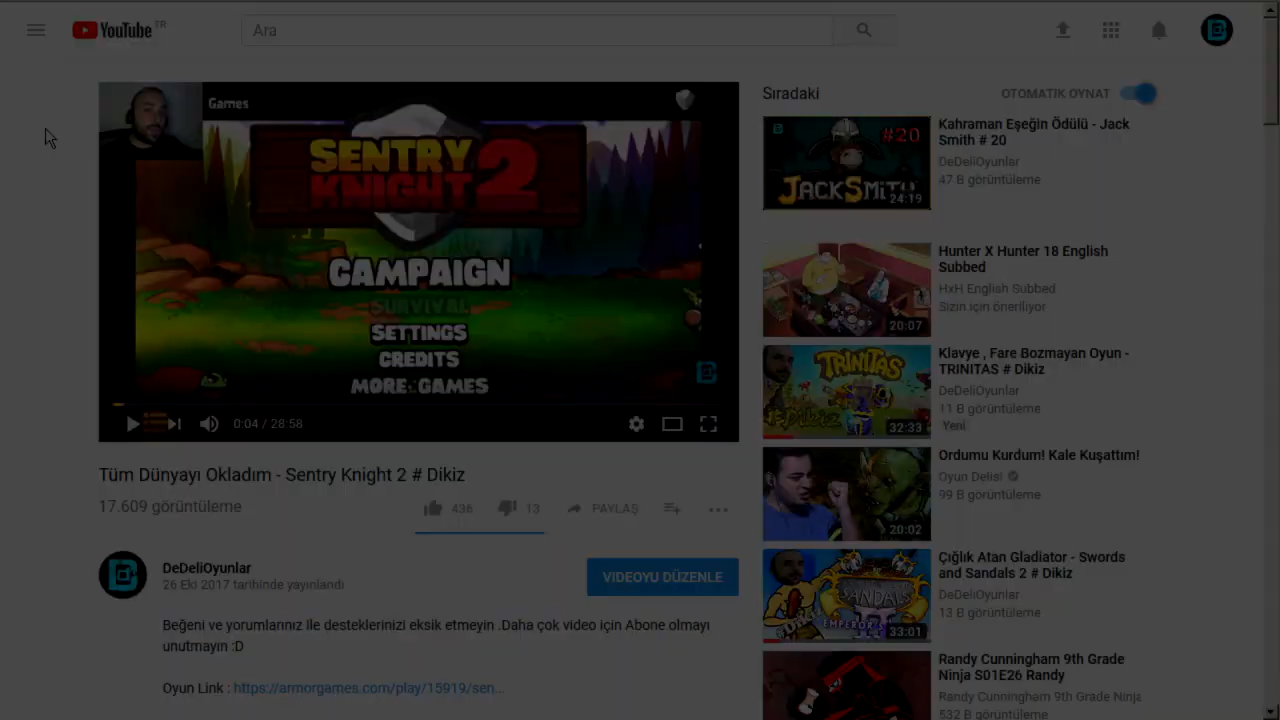 YouTube TR
Ara
Games
SENTRY
KNIGHT 2
CAMPAIGN
SURVIVAL
SETTINGS
CREDITS
MORE GAMES
0:04 / 28:58
Tüm Dünyayı Okladım - Sentry Knight 2 # Dikiz
17.609 görüntüleme
436
13
PAYLAŞ
DeDeliOyunlar
26 Eki 2017 tarihinde yayınlandı
VIDEOYU DÜZENLE
Beğeni ve yorumlarınız ile desteklerinizi eksik etmeyin .Daha çok video için Abone olmayı
unutmayın :D
Oyun Link : https://armorgames.com/play/15919/sen...
Sıradaki
OTOMATIK OYNAT
#20
JACKSMITH
24:19
Kahraman Eşeğin Ödülü - Jack
Smith # 20
DeDeliOyunlar
47 B görüntüleme
20:07
Hunter X Hunter 18 English
Subbed
HxH English Subbed
Sizin için öneriliyor
TRINITAS
#Dikiz
32:33
Klavye , Fare Bozmayan Oyun -
TRINITAS # Dikiz
DeDeliOyunlar
11 B görüntüleme
Yeni
20:02
Ordumu Kurdum! Kale Kuşattım!
Oyun Delisi
99 B görüntüleme
SANDALS
EMPEROR'S
33:01
Çığlık Atan Gladiator - Swords
and Sandals 2 # Dikiz
DeDeliOyunlar
13 B görüntüleme
Randy Cunningham 9th Grade
Ninja S01E26 Randy
Randy Cunningham 9th Grade Ninja
532 B görüntüleme